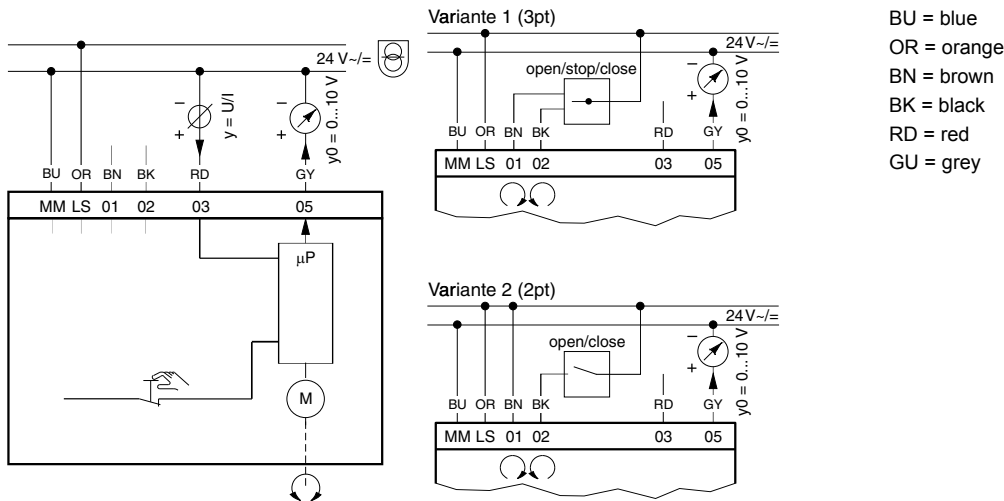 24 V~/=
− −
+ +
y = U/I
y0 = 0...10 V
BU OR BN BK RD GY
MM LS 01 02 03 05
µP
M
Variante 1 (3pt)
24 V~/=
open/stop/close
−
+
y0 = 0...10 V
BU OR BN BK RD GY
MM LS 01 02 03 05
Variante 2 (2pt)
24 V~/=
open/close
−
+
y0 = 0...10 V
BU OR BN BK RD GY
MM LS 01 02 03 05
BU = blue
OR = orange
BN = brown
BK = black
RD = red
GU = grey